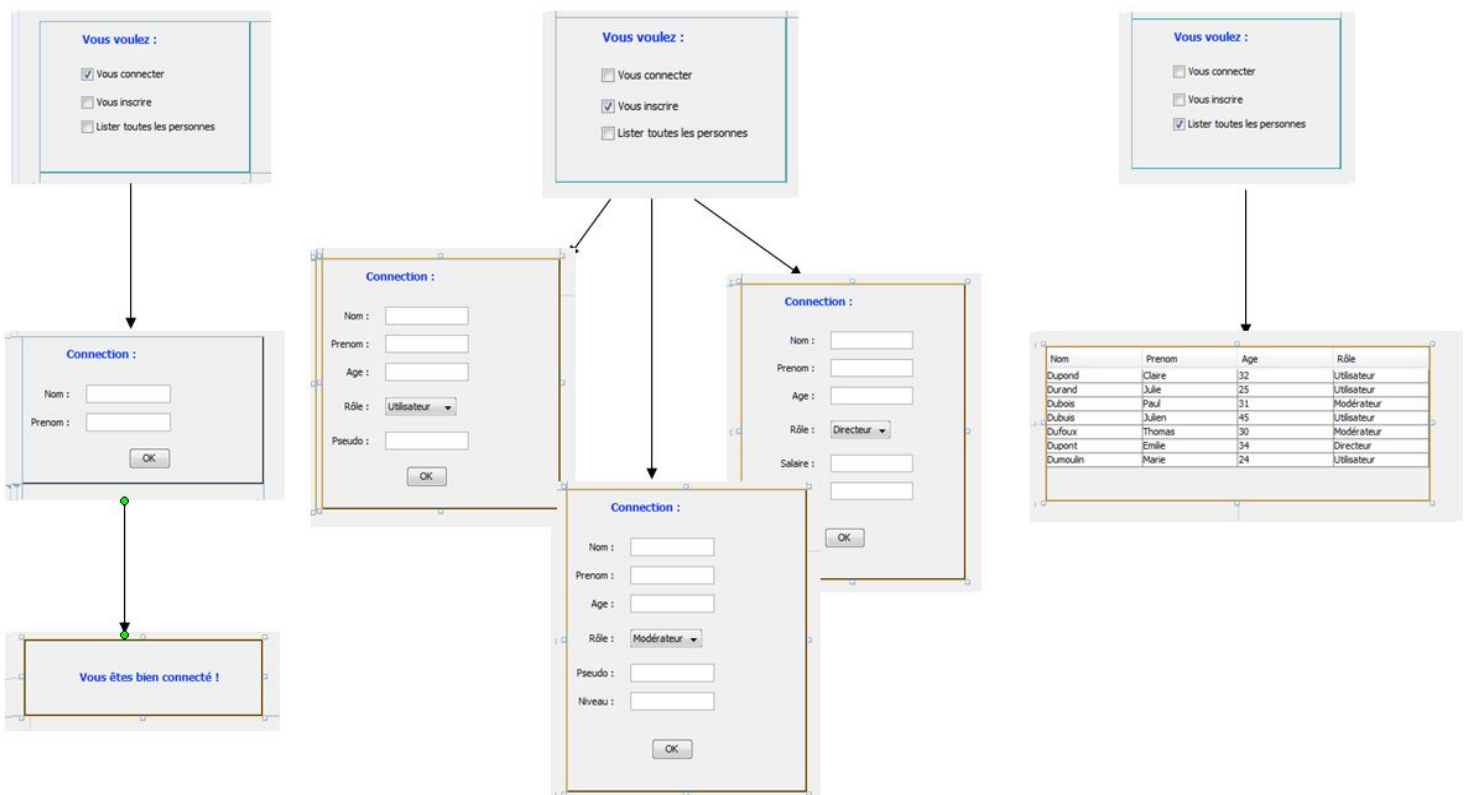 Vous voulez :
Vous connecter
Vous inscrire
Lister toutes les personnes
Connection :
Nom :
Prenom :
OK
Vous êtes bien connecté !
Vous voulez :
Vous connecter
Vous inscrire
Lister toutes les personnes
Connection :
Nom :
Prenom :
Age :
Rôle : Utilisateur
Pseudo :
OK
Connection :
Nom :
Prenom :
Age :
Rôle : Modérateur
Pseudo :
Niveau :
OK
Connection :
Nom :
Prenom :
Age :
Rôle : Directeur
Salaire :
OK
Vous voulez :
Vous connecter
Vous inscrire
Lister toutes les personnes
Nom Prenom Age Rôle
Dupond Claire 32 Utilisateur
Durand Julie 25 Utilisateur
Dubois Paul 31 Modérateur
Dubuis Julien 45 Utilisateur
Dufoux Thomas 30 Modérateur
Dupont Emilie 34 Directeur
Dumoulin Marie 24 Utilisateur